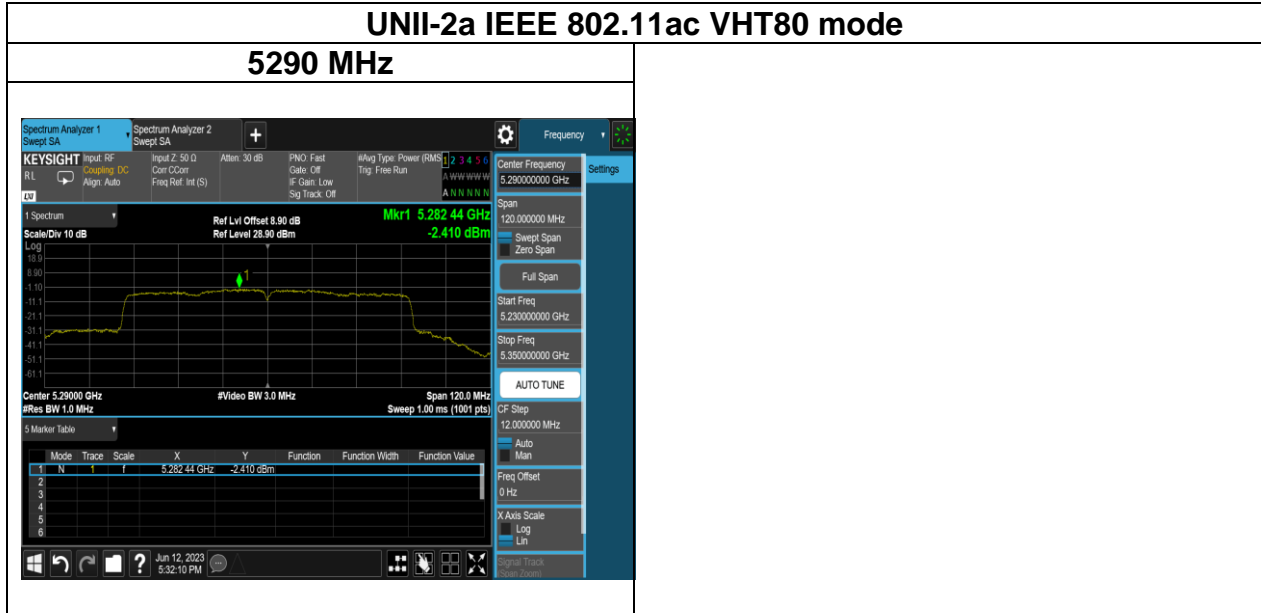 UNII-2a IEEE 802.11ac VHT80 mode
5290 MHz
Spectrum Analyzer 1
Swept SA
Spectrum Analyzer 2
Swept SA
+
Frequency
KEYSIGHT
RL
LXI
Input: RF
Coupling: DC
Align: Auto
Input Z: 50 Ω
Corr CCorr
Freq Ref: Int (S)
Atten: 30 dB
PNO: Fast
Gate: Off
IF Gain: Low
Sig Track: Off
#Avg Type: Power (RMS
Trig: Free Run
1 2 3 4 5 6
A W W W W W
A N N N N N
Center Frequency
5.290000000 GHz
Settings
1 Spectrum
Scale/Div 10 dB
Ref Lvl Offset 8.90 dB
Ref Level 28.90 dBm
Mkr1 5.282 44 GHz
-2.410 dBm
Log
18.9
8.90
-1.10
-11.1
-21.1
-31.1
-41.1
-51.1
-61.1
1
Span
120.000000 MHz
Swept Span
Zero Span
Full Span
Start Freq
5.230000000 GHz
Stop Freq
5.350000000 GHz
AUTO TUNE
Center 5.29000 GHz
#Res BW 1.0 MHz
#Video BW 3.0 MHz
Span 120.0 MHz
Sweep 1.00 ms (1001 pts)
CF Step
12.000000 MHz
Auto
Man
5 Marker Table
Mode Trace Scale X Y Function Function Width Function Value
1 N 1 f 5.282 44 GHz -2.410 dBm
2
3
4
5
6
Freq Offset
0 Hz
X Axis Scale
Log
Lin
Signal Track
(Span Zoom)
?
Jun 12, 2023
5:32:10 PM